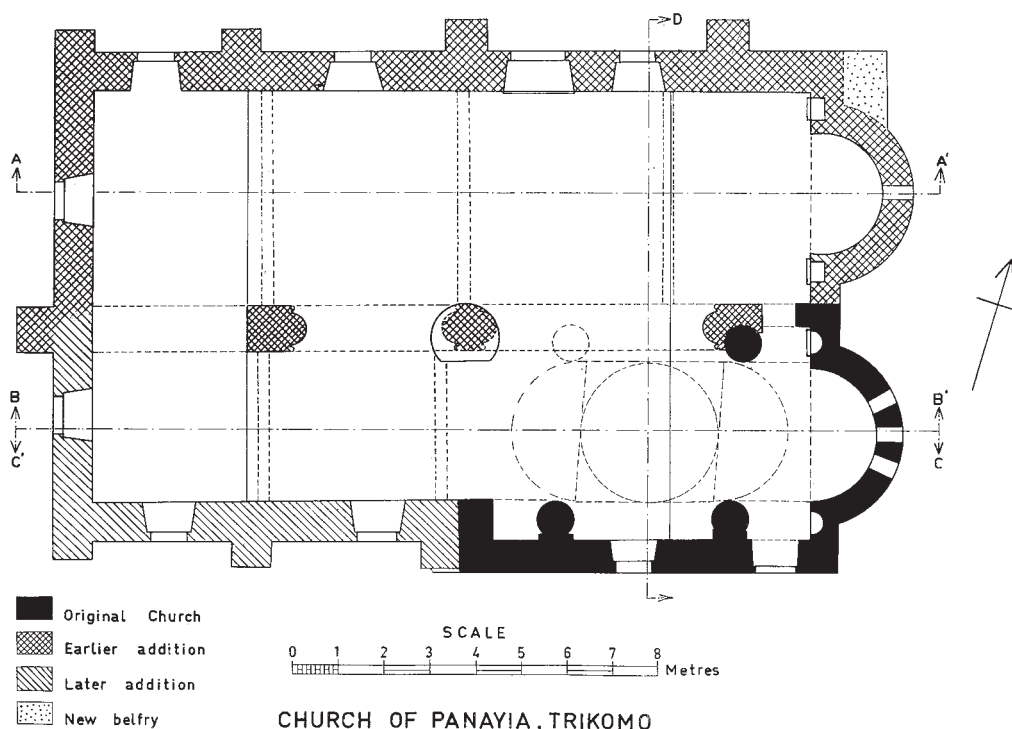 D
A A'
B B'
C' C
Original Church
Earlier addition
Later addition
New belfry
SCALE
0 1 2 3 4 5 6 7 8
Metres
CHURCH OF PANAYIA, TRIKOMO